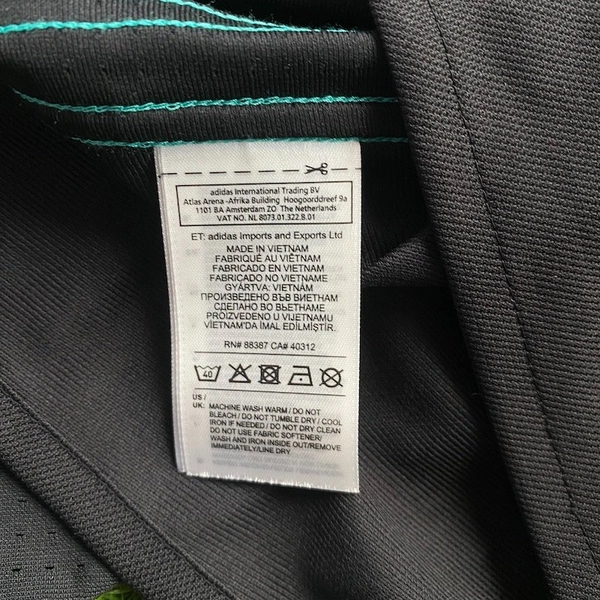 adidas International Trading BV
Atlas Arena -Afrika Building Hoogoorddreef 9a
1101 BA Amsterdam ZO The Netherlands
VAT NO. NL 8073.01.322.B.01
ET: adidas Imports and Exports Ltd
MADE IN VIETNAM
FABRIQUÉ AU VIÊTNAM
FABRICADO EN VIETNAM
FABRICADO NO VIETNAME
GYÁRTVA: VIETNÁM
ПРОИЗВЕДЕНО ВЪВ ВИЕТНАМ
СДЕЛАНО ВО ВЬЕТНАМЕ
PROIZVEDENO U VIJETNAMU
VİETNAM'DA İMAL EDİLMİŞTİR.
RN# 88387 CA# 40312
40
US /
UK: MACHINE WASH WARM / DO NOT
BLEACH / DO NOT TUMBLE DRY / COOL
IRON IF NEEDED / DO NOT DRY CLEAN
DO NOT USE FABRIC SOFTENER/
WASH AND IRON INSIDE OUT/REMOVE
IMMEDIATELY/LINE DRY